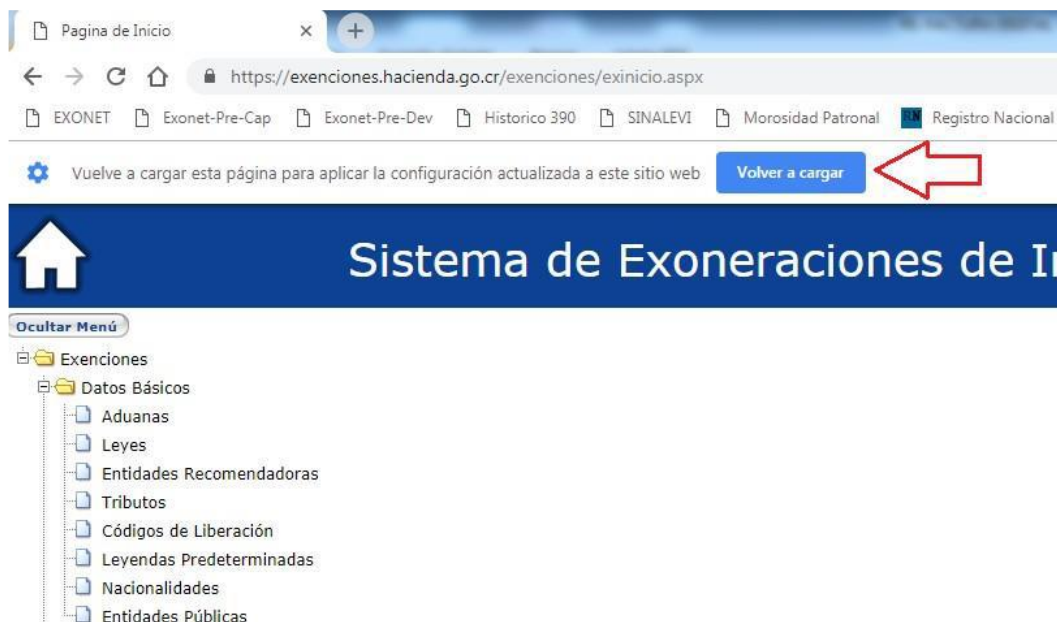 Pagina de Inicio
https://exenciones.hacienda.go.cr/exenciones/exinicio.aspx
EXONET Exonet-Pre-Cap Exonet-Pre-Dev Historico 390 SINALEVI Morosidad Patronal RN Registro Nacional
Vuelve a cargar esta página para aplicar la configuración actualizada a este sitio web Volver a cargar
Sistema de Exoneraciones de I
Ocultar Menú
Exenciones
Datos Básicos
Aduanas
Leyes
Entidades Recomendadoras
Tributos
Códigos de Liberación
Leyendas Predeterminadas
Nacionalidades
Entidades Públicas